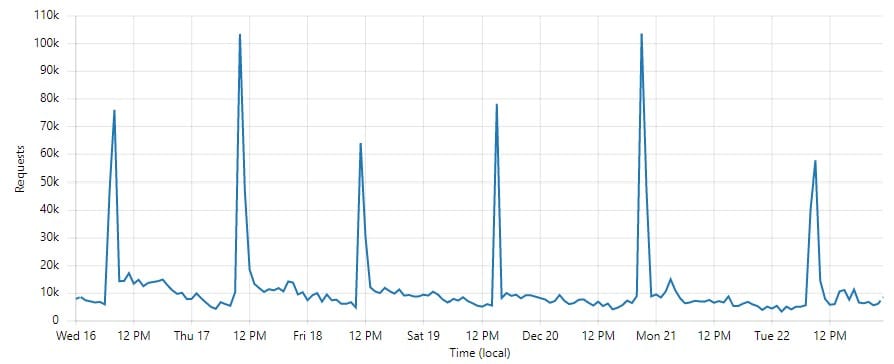 110k
100k
90k
80k
70k
60k
50k
40k
30k
20k
10k
0
Requests
Wed 16 12 PM Thu 17 12 PM Fri 18 12 PM Sat 19 12 PM Dec 20 12 PM Mon 21 12 PM Tue 22 12 PM
Time (local)